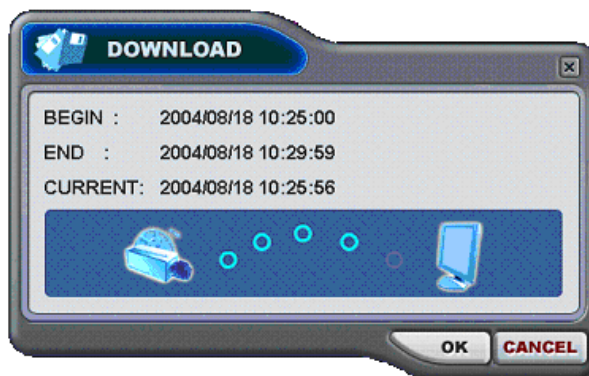 DOWNLOAD
BEGIN : 2004/08/18 10:25:00
END : 2004/08/18 10:29:59
CURRENT: 2004/08/18 10:25:56
OK CANCEL